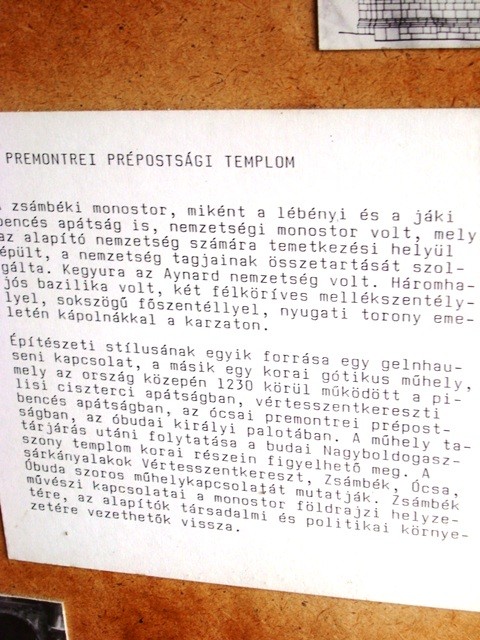 PREMONTREI PRÉPOSTSÁGI TEMPLOM
zsámbéki monostor, miként a lébényi és a jáki
bencés apátság is, nemzetségi monostor volt, mely
az alapító nemzetség számára temetkezési helyül
épült, a nemzetség tagjainak összetartását szol-
gálta. Kegyura az Aynard nemzetség volt. Háromha-
jós bazilika volt, két félköríves mellékszentély-
lyel, sokszögű főszentéllyel, nyugati torony eme-
letén kápolnákkal a karzaton.
Építészeti stílusának egyik forrása egy gelnhau-
seni kapcsolat, a másik egy korai gótikus műhely,
mely az ország közepén 1230 körül működött a pi-
lisi ciszterci apátságban, vértesszentkereszti
bencés apátságban, az ócsai premontrei prépost-
ságban, az óbudai királyi palotában. A műhely ta-
tárjárás utáni folytatása a budai Nagyboldogasz-
szony templom korai részein figyelhető meg. A
sárkányalakok Vértesszentkereszt, Zsámbék, Ócsa,
Óbuda szoros műhelykapcsolatát mutatják. Zsámbék
művészi kapcsolatai a monostor földrajzi helyze-
tére, az alapítók társadalmi és politikai környe-
zetére vezethetők vissza.